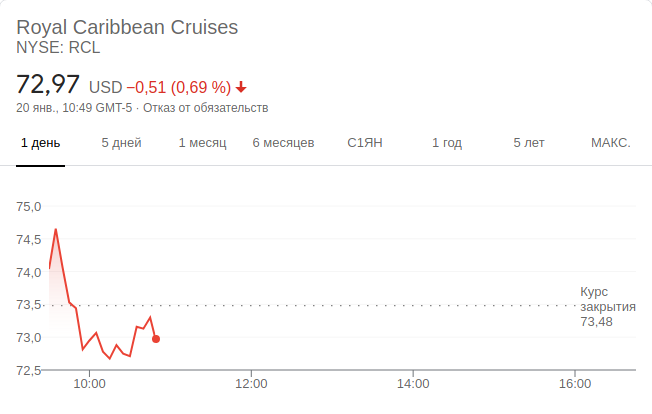 Royal Caribbean Cruises
NYSE: RCL
72,97 USD −0,51 (0,69 %)
20 янв., 10:49 GMT-5 · Отказ от обязательств
1 день 5 дней 1 месяц 6 месяцев С1ЯН 1 год 5 лет МАКС.
75,0
74,5
74,0
73,5
73,0
72,5
Курс
закрытия
73,48
10:00 12:00 14:00 16:00